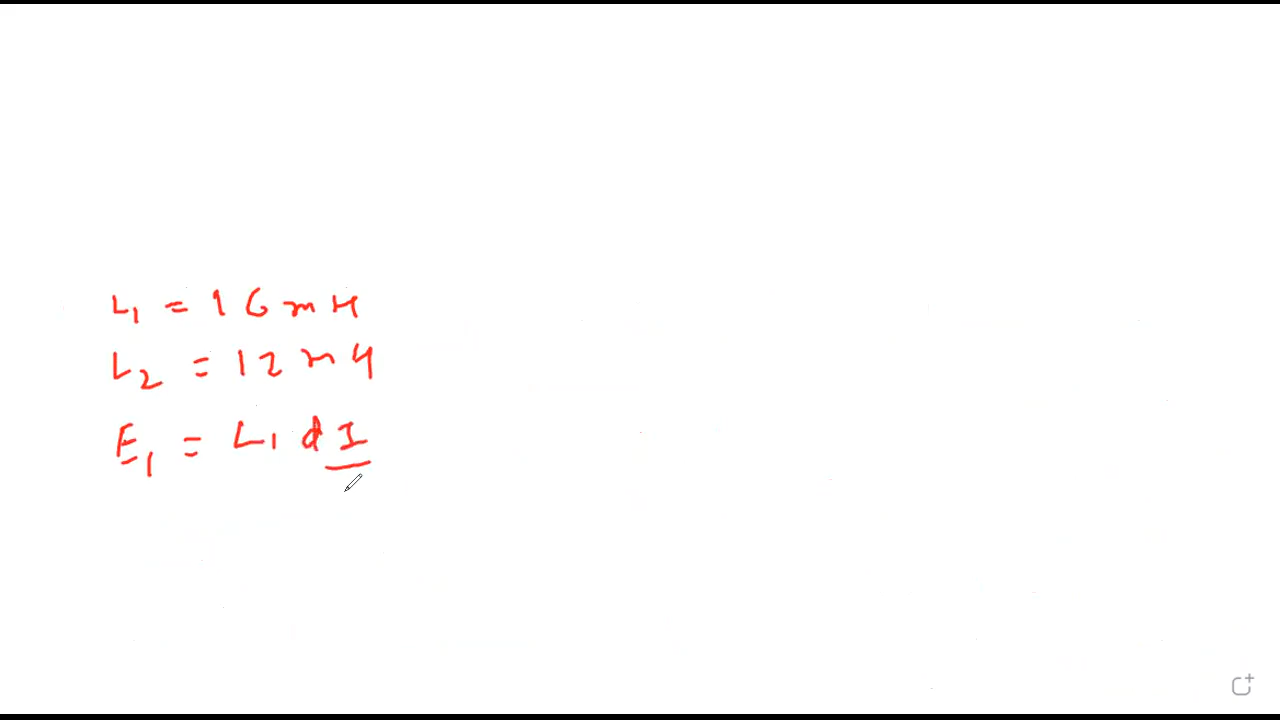 L1 = 16 mH
L2 = 12 mH
E1 = L1 dI